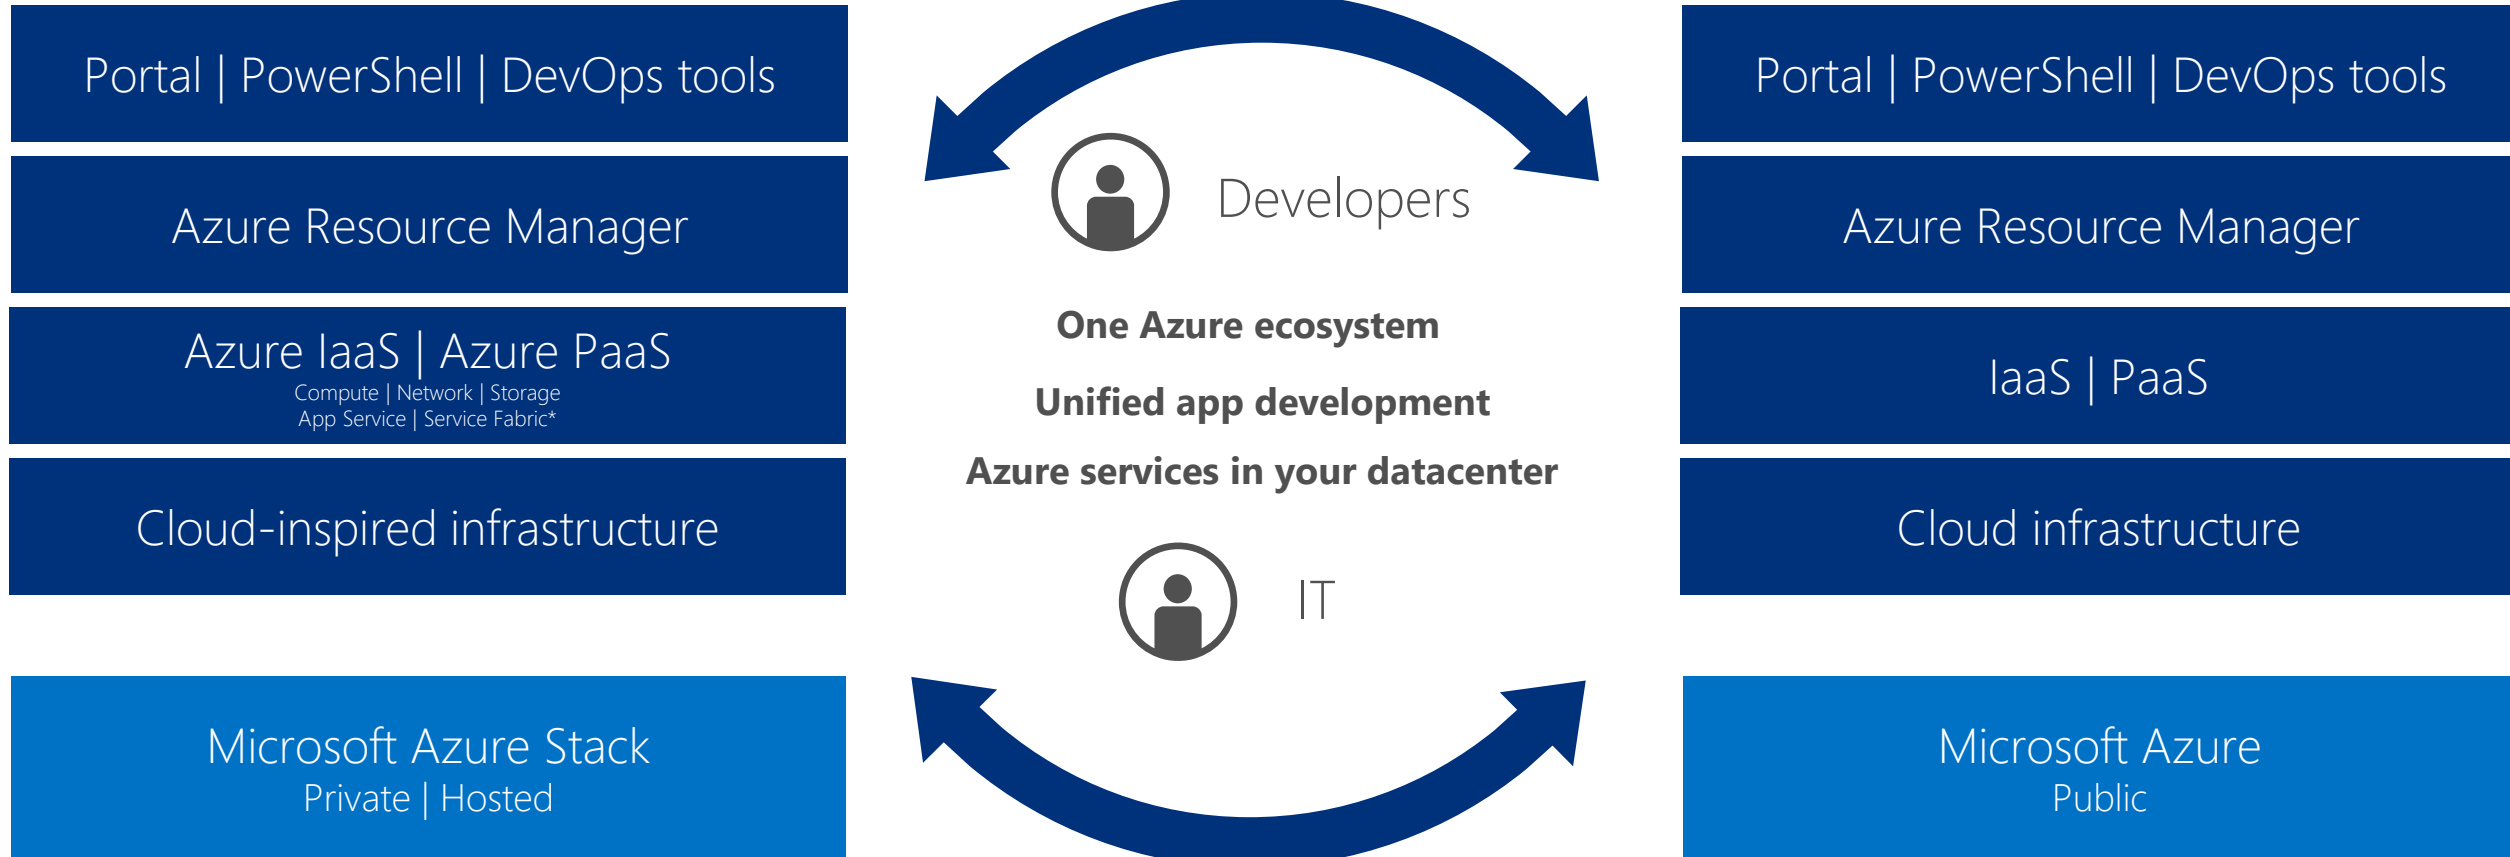 Portal | PowerShell | DevOps tools
Azure Resource Manager
Azure IaaS | Azure PaaS
Compute | Network | Storage
App Service | Service Fabric*
Cloud-inspired infrastructure
Microsoft Azure Stack
Private | Hosted
Developers
One Azure ecosystem
Unified app development
Azure services in your datacenter
IT
Portal | PowerShell | DevOps tools
Azure Resource Manager
IaaS | PaaS
Cloud infrastructure
Microsoft Azure
Public